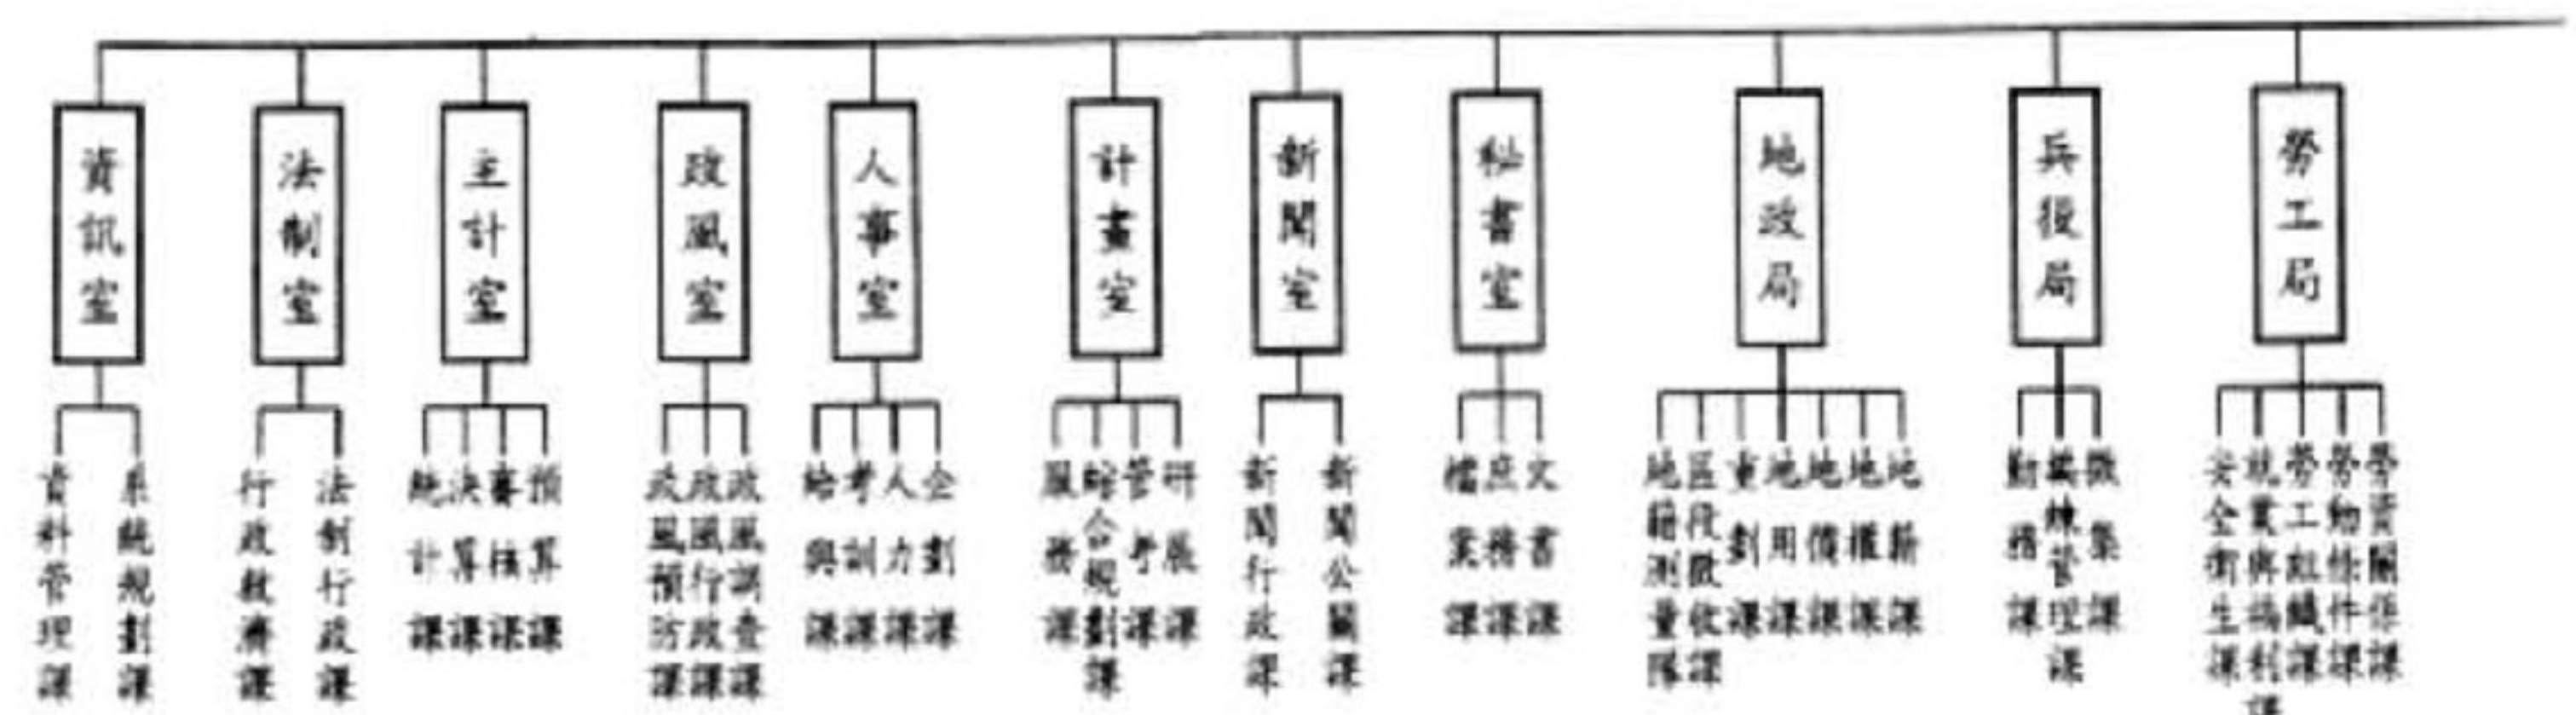 勞工局
勞資關係課
勞動條件課
勞工組織課
就業與福利課
安全衛生課
兵役局
徵集課
編練管理課
勤務課
地政局
地籍課
地權課
地價課
地用課
重劃課
區段徵收課
地籍測量隊
秘書室
文書課
庶務課
檔案課
新聞室
新聞公關課
新聞行政課
計畫室
研展課
管考課
綜合規劃課
服務課
人事室
企劃課
人力課
考訓課
給與課
政風室
政風調查課
政風行政課
政風預防課
主計室
預算課
審核課
決算課
統計課
法制室
法制行政課
行政救濟課
資訊室
系統規劃課
資料管理課